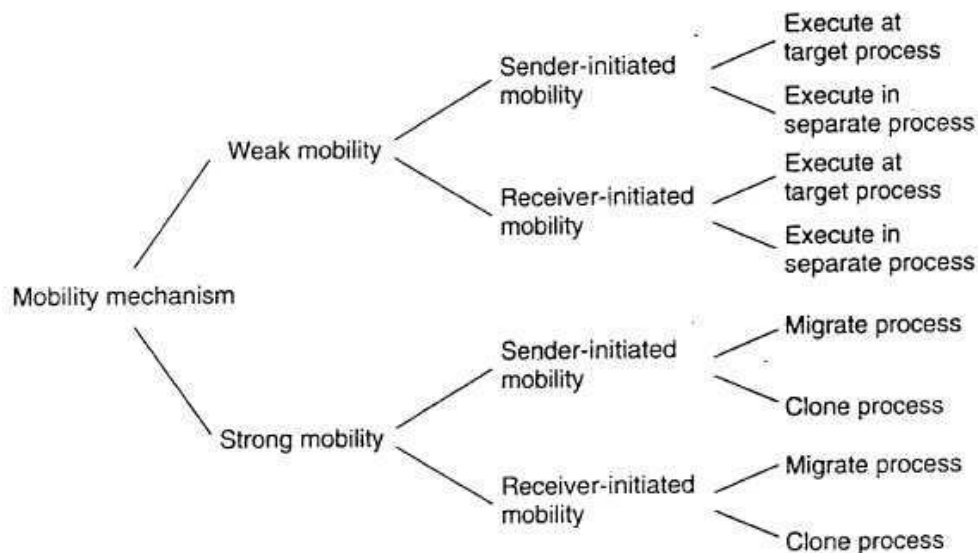 Execute at
target process
Sender-initiated
mobility
Execute in
separate process
Weak mobility
Execute at
target process
Receiver-initiated
mobility
Execute in
separate process
Mobility mechanism
Migrate process
Sender-initiated
mobility
Clone process
Strong mobility
Migrate process
Receiver-initiated
mobility
Clone process